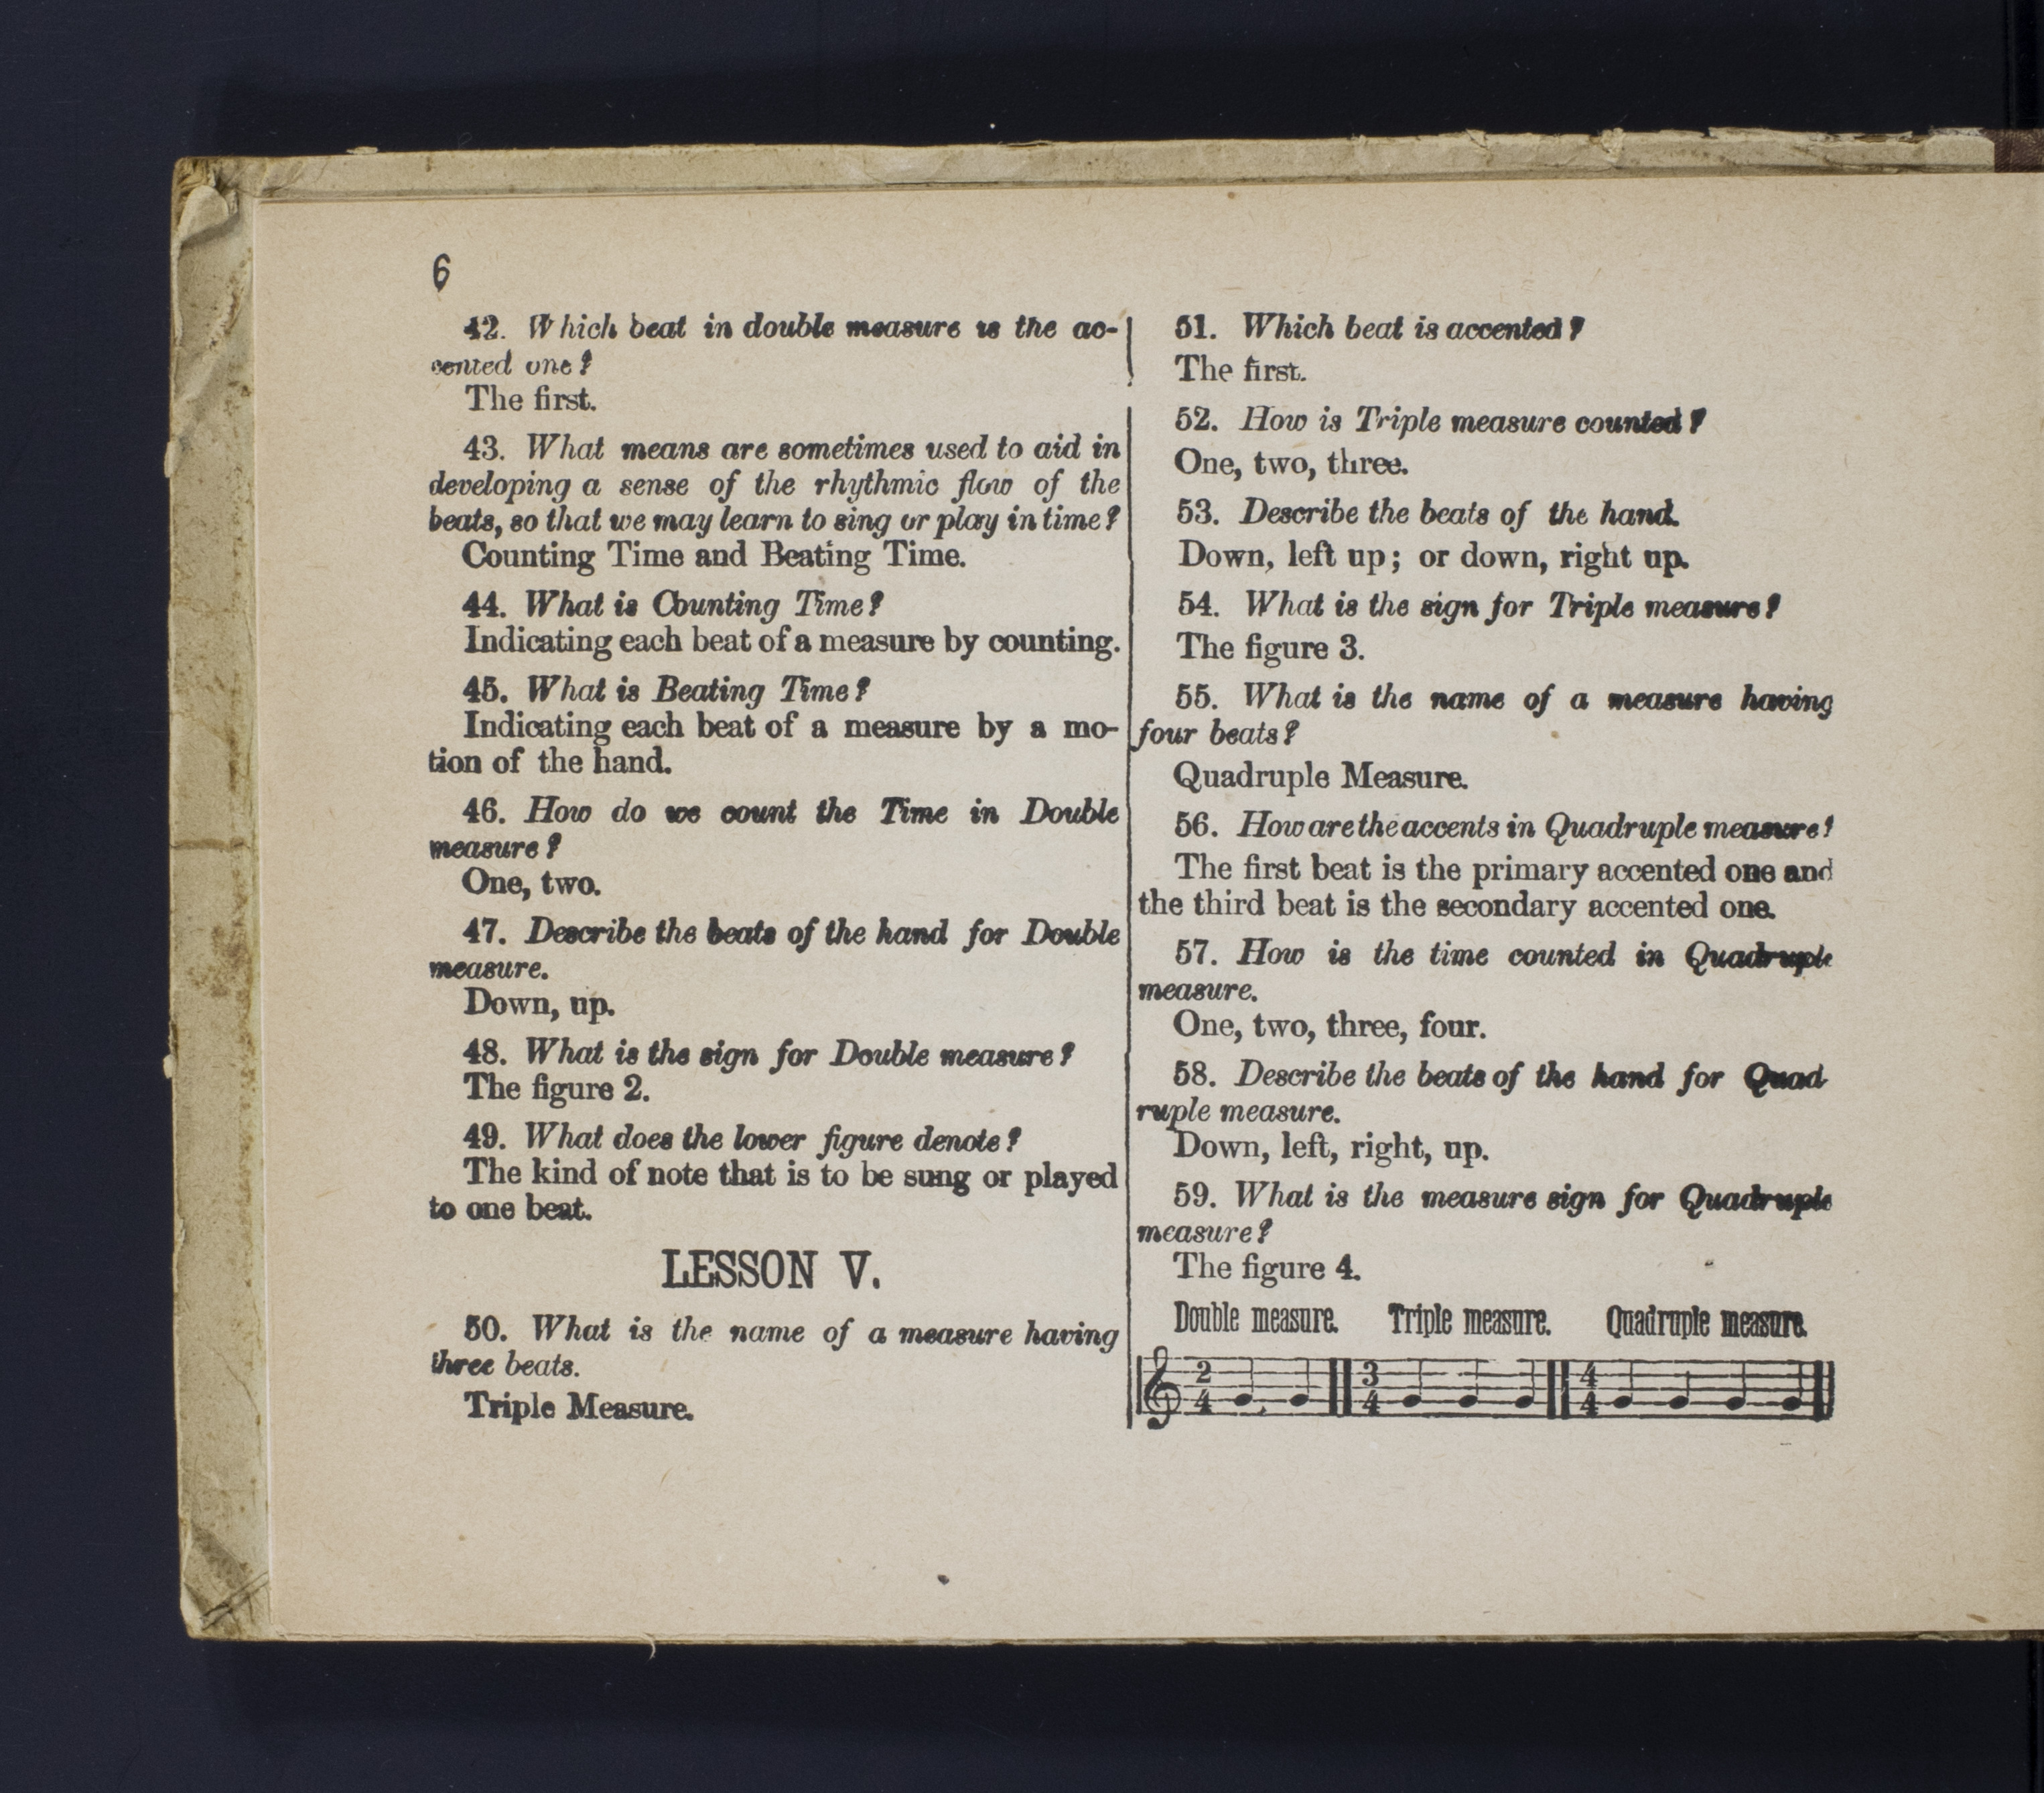 6
42. Which beat in double measure is the ac-
cented one?
The first.
43. What means are sometimes used to aid in
developing a sense of the rhythmic flow of the
beats, so that we may learn to sing or play in time?
Counting Time and Beating Time.
44. What is Counting Time?
Indicating each beat of a measure by counting.
45. What is Beating Time?
Indicating each beat of a measure by a mo-
tion of the hand.
46. How do we count the Time in Double
measure?
One, two.
47. Describe the beats of the hand for Double
measure.
Down, up.
48. What is the sign for Double measure?
The figure 2.
49. What does the lower figure denote?
The kind of note that is to be sung or played
to one beat.
LESSON V.
50. What is the name of a measure having
three beats.
Triple Measure.
51. Which beat is accented?
The first.
52. How is Triple measure counted?
One, two, three.
53. Describe the beats of the hand.
Down, left up; or down, right up.
54. What is the sign for Triple measure?
The figure 3.
55. What is the name of a measure having
four beats?
Quadruple Measure.
56. How are the accents in Quadruple measure?
The first beat is the primary accented one and
the third beat is the secondary accented one.
57. How is the time counted in Quadruple
measure.
One, two, three, four.
58. Describe the beats of the hand for Quad
ruple measure.
Down, left, right, up.
59. What is the measure sign for Quadruple
measure?
The figure 4.
Double measure. Triple measure. Quadruple measure.
2 3 4
4 4 4